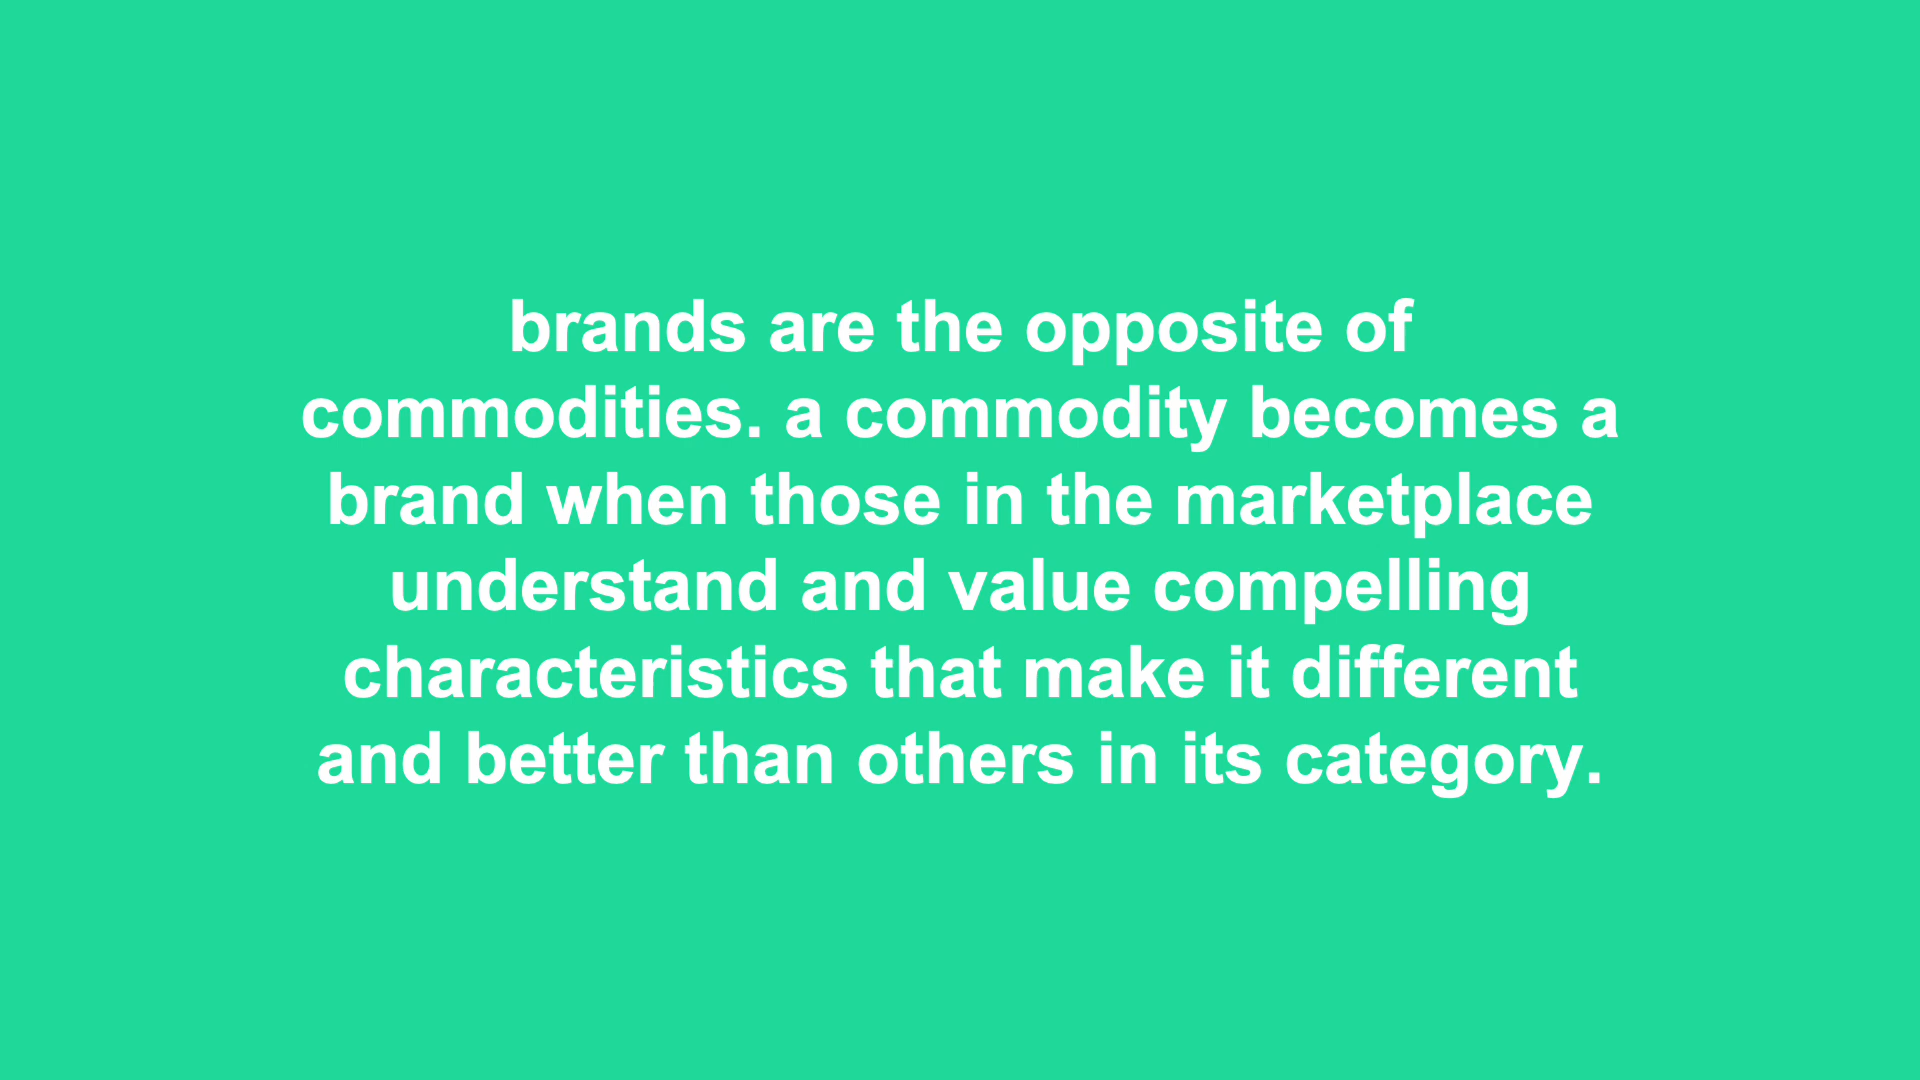 brands are the opposite of
commodities. a commodity becomes a
brand when those in the marketplace
understand and value compelling
characteristics that make it different
and better than others in its category.